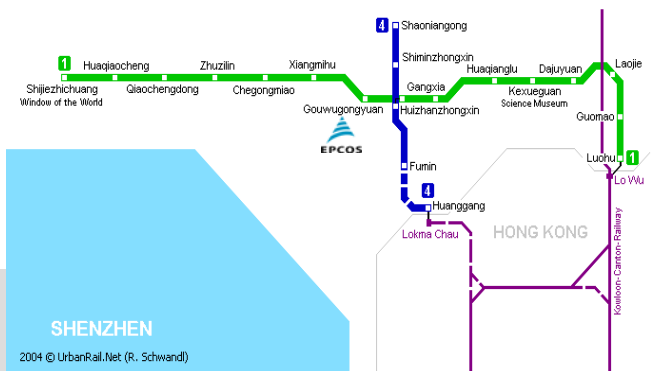 4
Shaoniangong
1
Huaqiaocheng
Zhuzilin
Xiangmihu
Shiminzhongxin
Huaqianglu
Dajuyuan
Laojie
Shijiezhichuang
Window of the World
Qiaochengdong
Chegongmiao
Gangxia
Kexueguan
Science Museum
Gouwugongyuan
Huizhanzhongxin
Guomao
EPCOS
Fumin
Luohu
1
Lo Wu
4
Huanggang
Lokma Chau
HONG KONG
Kowloon-Canton-Railway
SHENZHEN
2004 © UrbanRail.Net (R. Schwandl)